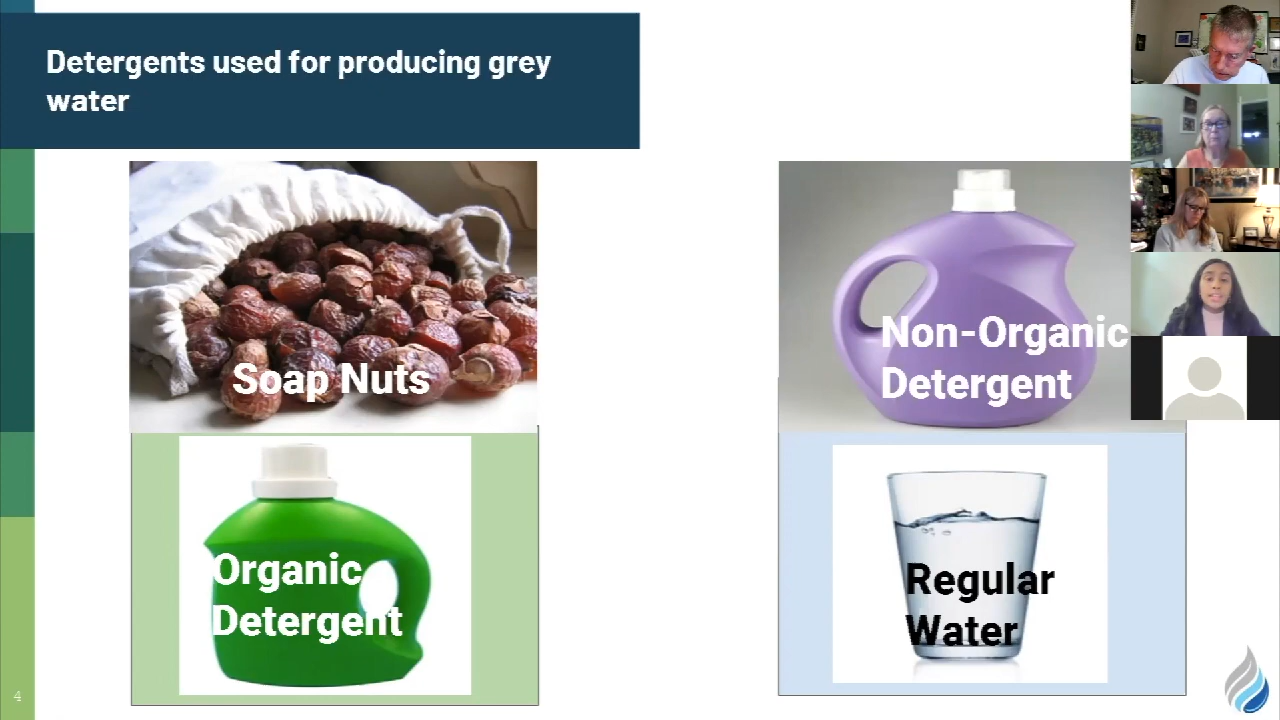 Detergents used for producing grey
water
Soap Nuts
Non-Organic
Detergent
Organic
Detergent
Regular
Water
4